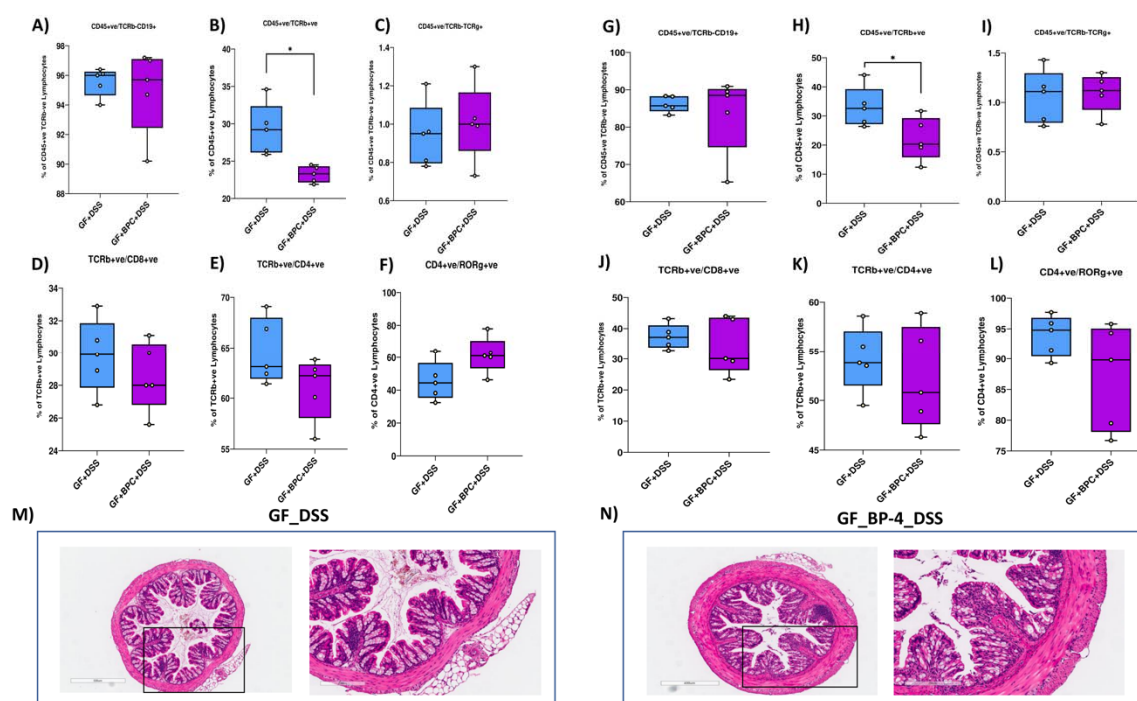 A)
CD45+ve/TCRb-CD19+
% of CD45+ve TCRb-ve Lymphocytes
98
96
94
92
90
88
GF+DSS
GF+BPC+DSS
B)
CD45+ve/TCRb+ve
*
% of CD45+ve Lymphocytes
40
35
30
25
20
GF+DSS
GF+BPC+DSS
C)
CD45+ve/TCRb-TCRg+
% of CD45+ve TCRb-ve Lymphocytes
1.4
1.2
1.0
0.8
0.6
GF+DSS
GF+BPC+DSS
G)
CD45+ve/TCRb-CD19+
% of CD45+ve TCRb-ve Lymphocytes
100
90
80
70
60
GF+DSS
GF+BPC+DSS
H)
CD45+ve/TCRb+ve
*
% of CD45+ve Lymphocytes
50
40
30
20
10
0
GF+DSS
GF+BPC+DSS
I)
CD45+ve/TCRb-TCRg+
% of CD45+ve TCRb-ve Lymphocytes
1.5
1.0
0.5
0.0
GF+DSS
GF+BPC+DSS
D)
TCRb+ve/CD8+ve
% of TCRb+ve Lymphocytes
34
32
30
28
26
24
GF+DSS
GF+BPC+DSS
E)
TCRb+ve/CD4+ve
% of TCRb+ve Lymphocytes
70
65
60
55
GF+DSS
GF+BPC+DSS
F)
CD4+ve/RORg+ve
% of CD4+ve Lymphocytes
100
80
60
40
20
0
GF+DSS
GF+BPC+DSS
J)
TCRb+ve/CD8+ve
% of TCRb+ve Lymphocytes
50
40
30
20
10
0
GF+DSS
GF+BPC+DSS
K)
TCRb+ve/CD4+ve
% of TCRb+ve Lymphocytes
60
55
50
45
GF+DSS
GF+BPC+DSS
L)
CD4+ve/RORg+ve
% of CD4+ve Lymphocytes
100
95
90
85
80
75
GF+DSS
GF+BPC+DSS
M)
GF_DSS
N)
GF_BP-4_DSS